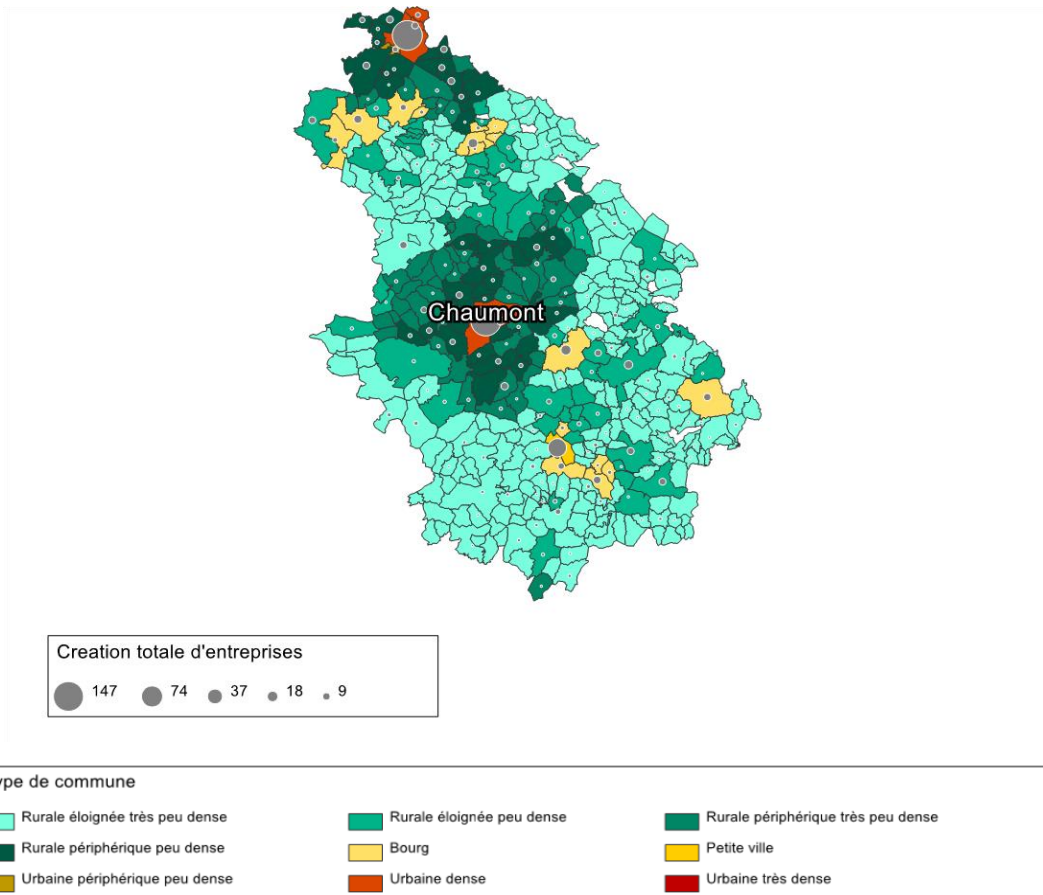 Chaumont
Creation totale d'entreprises
147 74 37 18 9
ype de commune
Rurale éloignée très peu dense Rurale éloignée peu dense Rurale périphérique très peu dense
Rurale périphérique peu dense Bourg Petite ville
Urbaine périphérique peu dense Urbaine dense Urbaine très dense